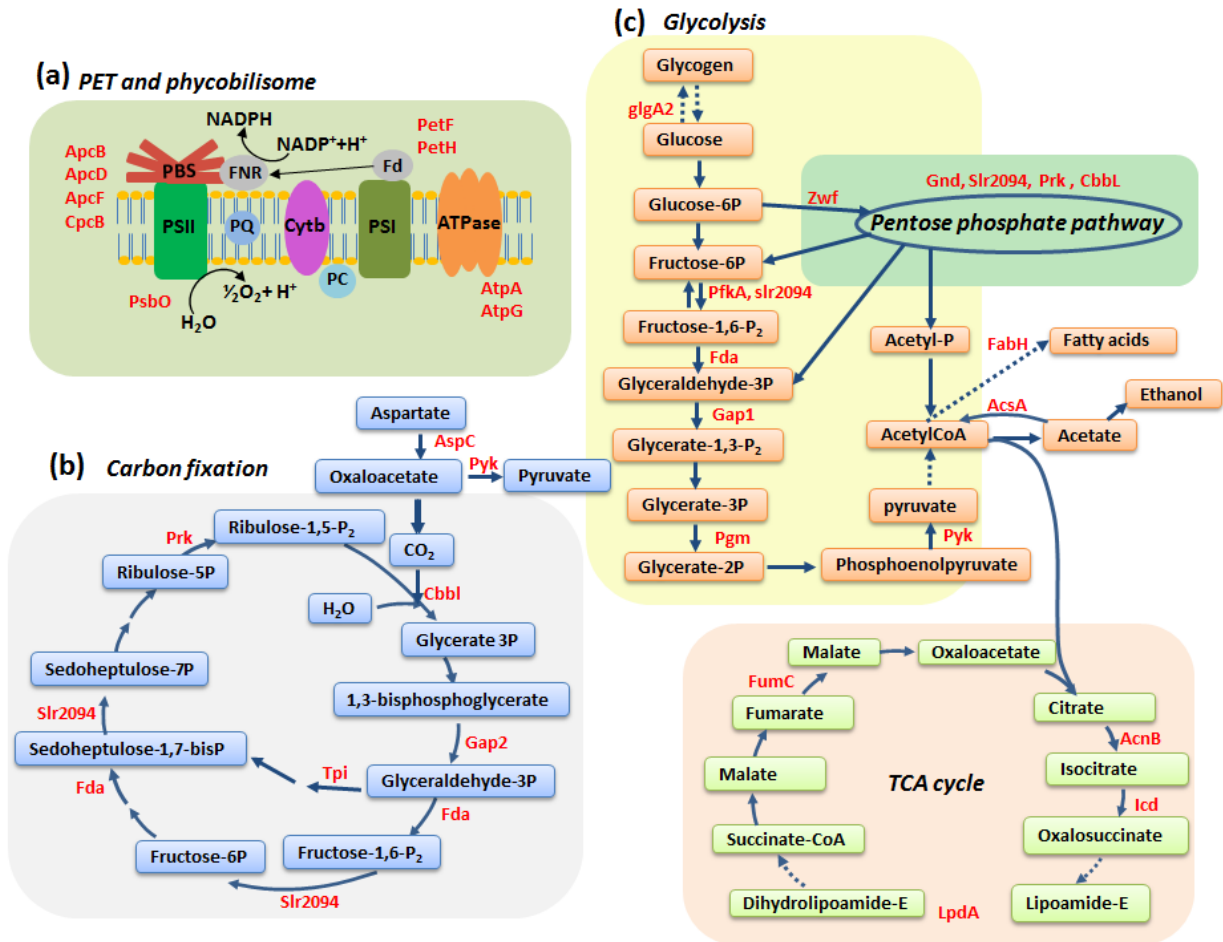 (a) PET and phycobilisome
NADPH
NADP⁺+H⁺
PetF
PetH
ApcB
ApcD
ApcF
CpcB
PBS
FNR
Fd
PSII
PQ
Cytb
PSI
ATPase
PC
PsbO
½O₂+ H⁺
H₂O
AtpA
AtpG
(b) Carbon fixation
Aspartate
AspC
Oxaloacetate
Pyk
Pyruvate
Ribulose-1,5-P₂
CO₂
Prk
Ribulose-5P
Cbbl
H₂O
Glycerate 3P
Sedoheptulose-7P
1,3-bisphosphoglycerate
Slr2094
Gap2
Sedoheptulose-1,7-bisP
Tpi
Glyceraldehyde-3P
Fda
Fda
Fructose-6P
Fructose-1,6-P₂
Slr2094
(c) Glycolysis
Glycogen
glgA2
Glucose
Glucose-6P
Zwf
Gnd, Slr2094, Prk , CbbL
Pentose phosphate pathway
Fructose-6P
PfkA, slr2094
Fructose-1,6-P₂
Fda
Glyceraldehyde-3P
Gap1
Glycerate-1,3-P₂
Glycerate-3P
Pgm
Glycerate-2P
Phosphoenolpyruvate
Pyk
pyruvate
AcetylCoA
Acetyl-P
FabH
Fatty acids
AcsA
Acetate
Ethanol
TCA cycle
Malate
Oxaloacetate
FumC
Fumarate
Citrate
AcnB
Malate
Isocitrate
Icd
Succinate-CoA
Oxalosuccinate
Dihydrolipoamide-E
LpdA
Lipoamide-E